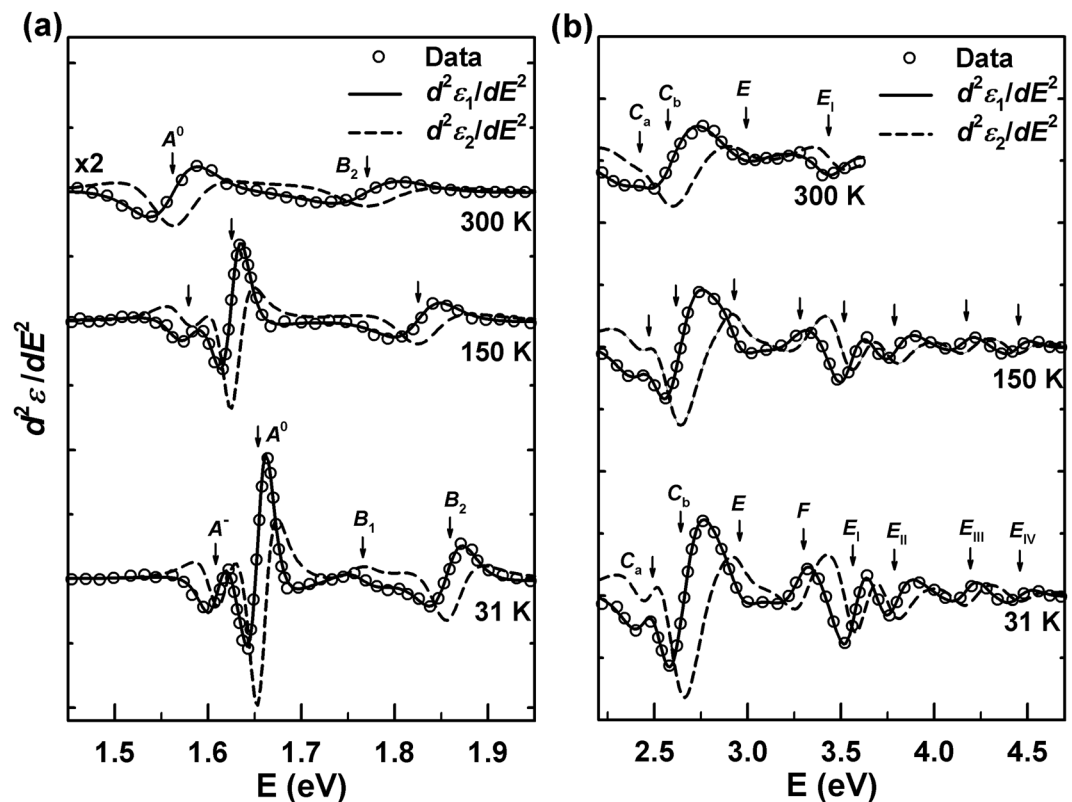 (a)
Data
d²ε₁/dE²
d²ε₂/dE²
x2
A⁰
B₂
300 K
150 K
A⁻
A⁰
B₁
B₂
31 K
d²ε/dE²
1.5 1.6 1.7 1.8 1.9
E (eV)
(b)
Data
d²ε₁/dE²
d²ε₂/dE²
Cₐ
C_b
E
E_I
300 K
150 K
Cₐ
C_b
E
F
E_I
E_II
E_III
E_IV
31 K
2.5 3.0 3.5 4.0 4.5
E (eV)